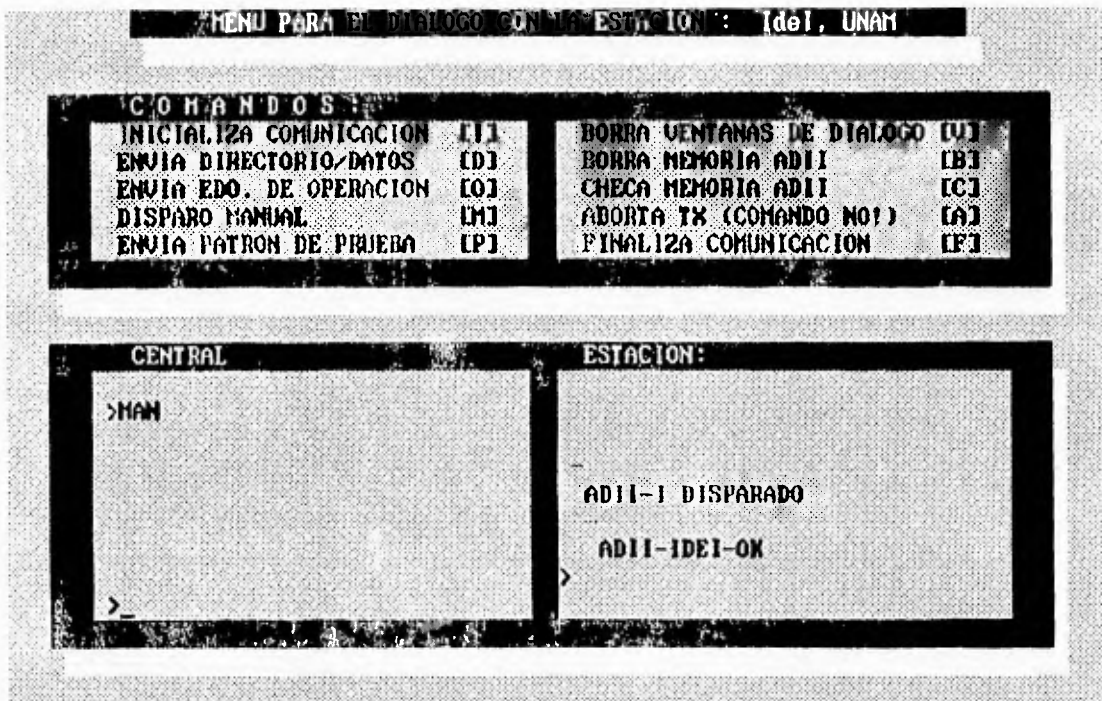 MENU PARA EL DIALOGO CON LA ESTACION : IdeI, UNAM
C O M A N D O S :
INICIALIZA COMUNICACION [I] BORRA VENTANAS DE DIALOGO [V]
ENVIA DIRECTORIO/DATOS [D] BORRA MEMORIA ADII [B]
ENVIA EDO. DE OPERACION [O] CHECA MEMORIA ADII [C]
DISPARO MANUAL [M] ABORTA TX (COMANDO NO!) [A]
ENVIA PATRON DE PRUEBA [P] FINALIZA COMUNICACION [F]
CENTRAL ESTACION:
>MAN
ADII-I DISPARADO
ADII-IDEI-OK
>
>_